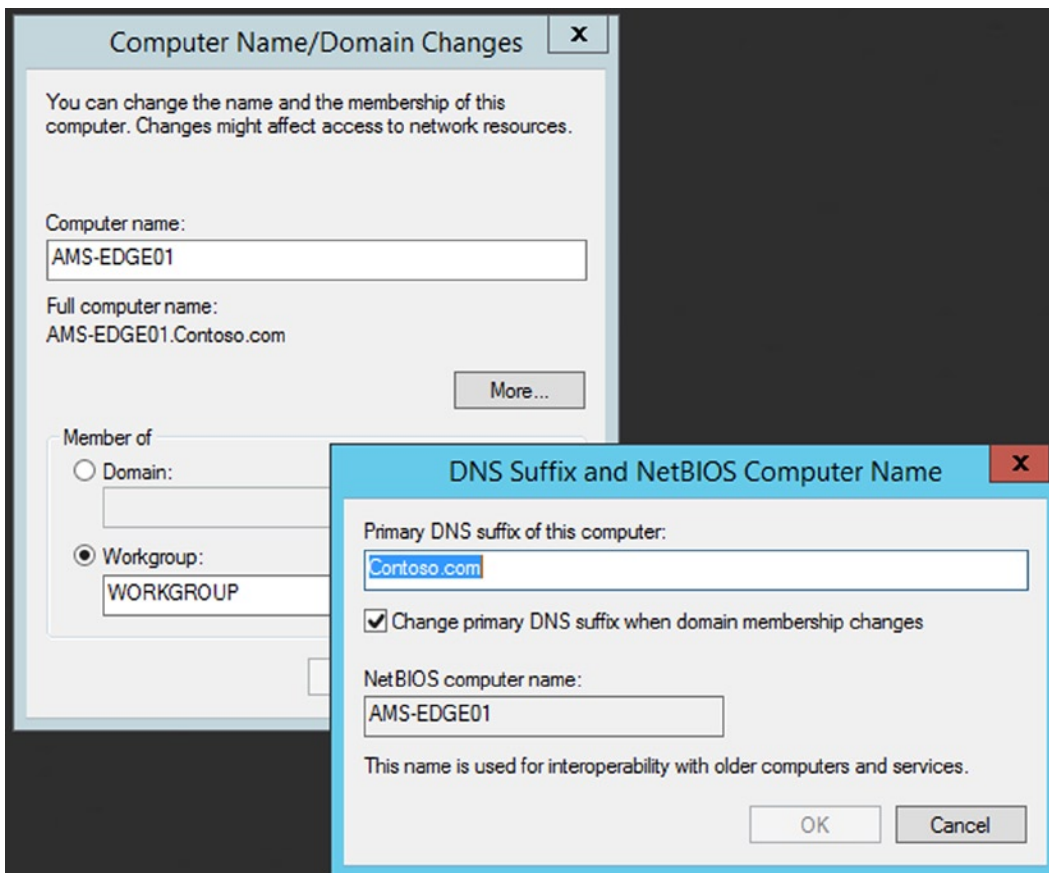 Computer Name/Domain Changes
x
You can change the name and the membership of this
computer. Changes might affect access to network resources.
Computer name:
AMS-EDGE01
Full computer name:
AMS-EDGE01.Contoso.com
More...
Member of
Domain:
Workgroup:
WORKGROUP
DNS Suffix and NetBIOS Computer Name
x
Primary DNS suffix of this computer:
Contoso.com
Change primary DNS suffix when domain membership changes
NetBIOS computer name:
AMS-EDGE01
This name is used for interoperability with older computers and services.
OK
Cancel